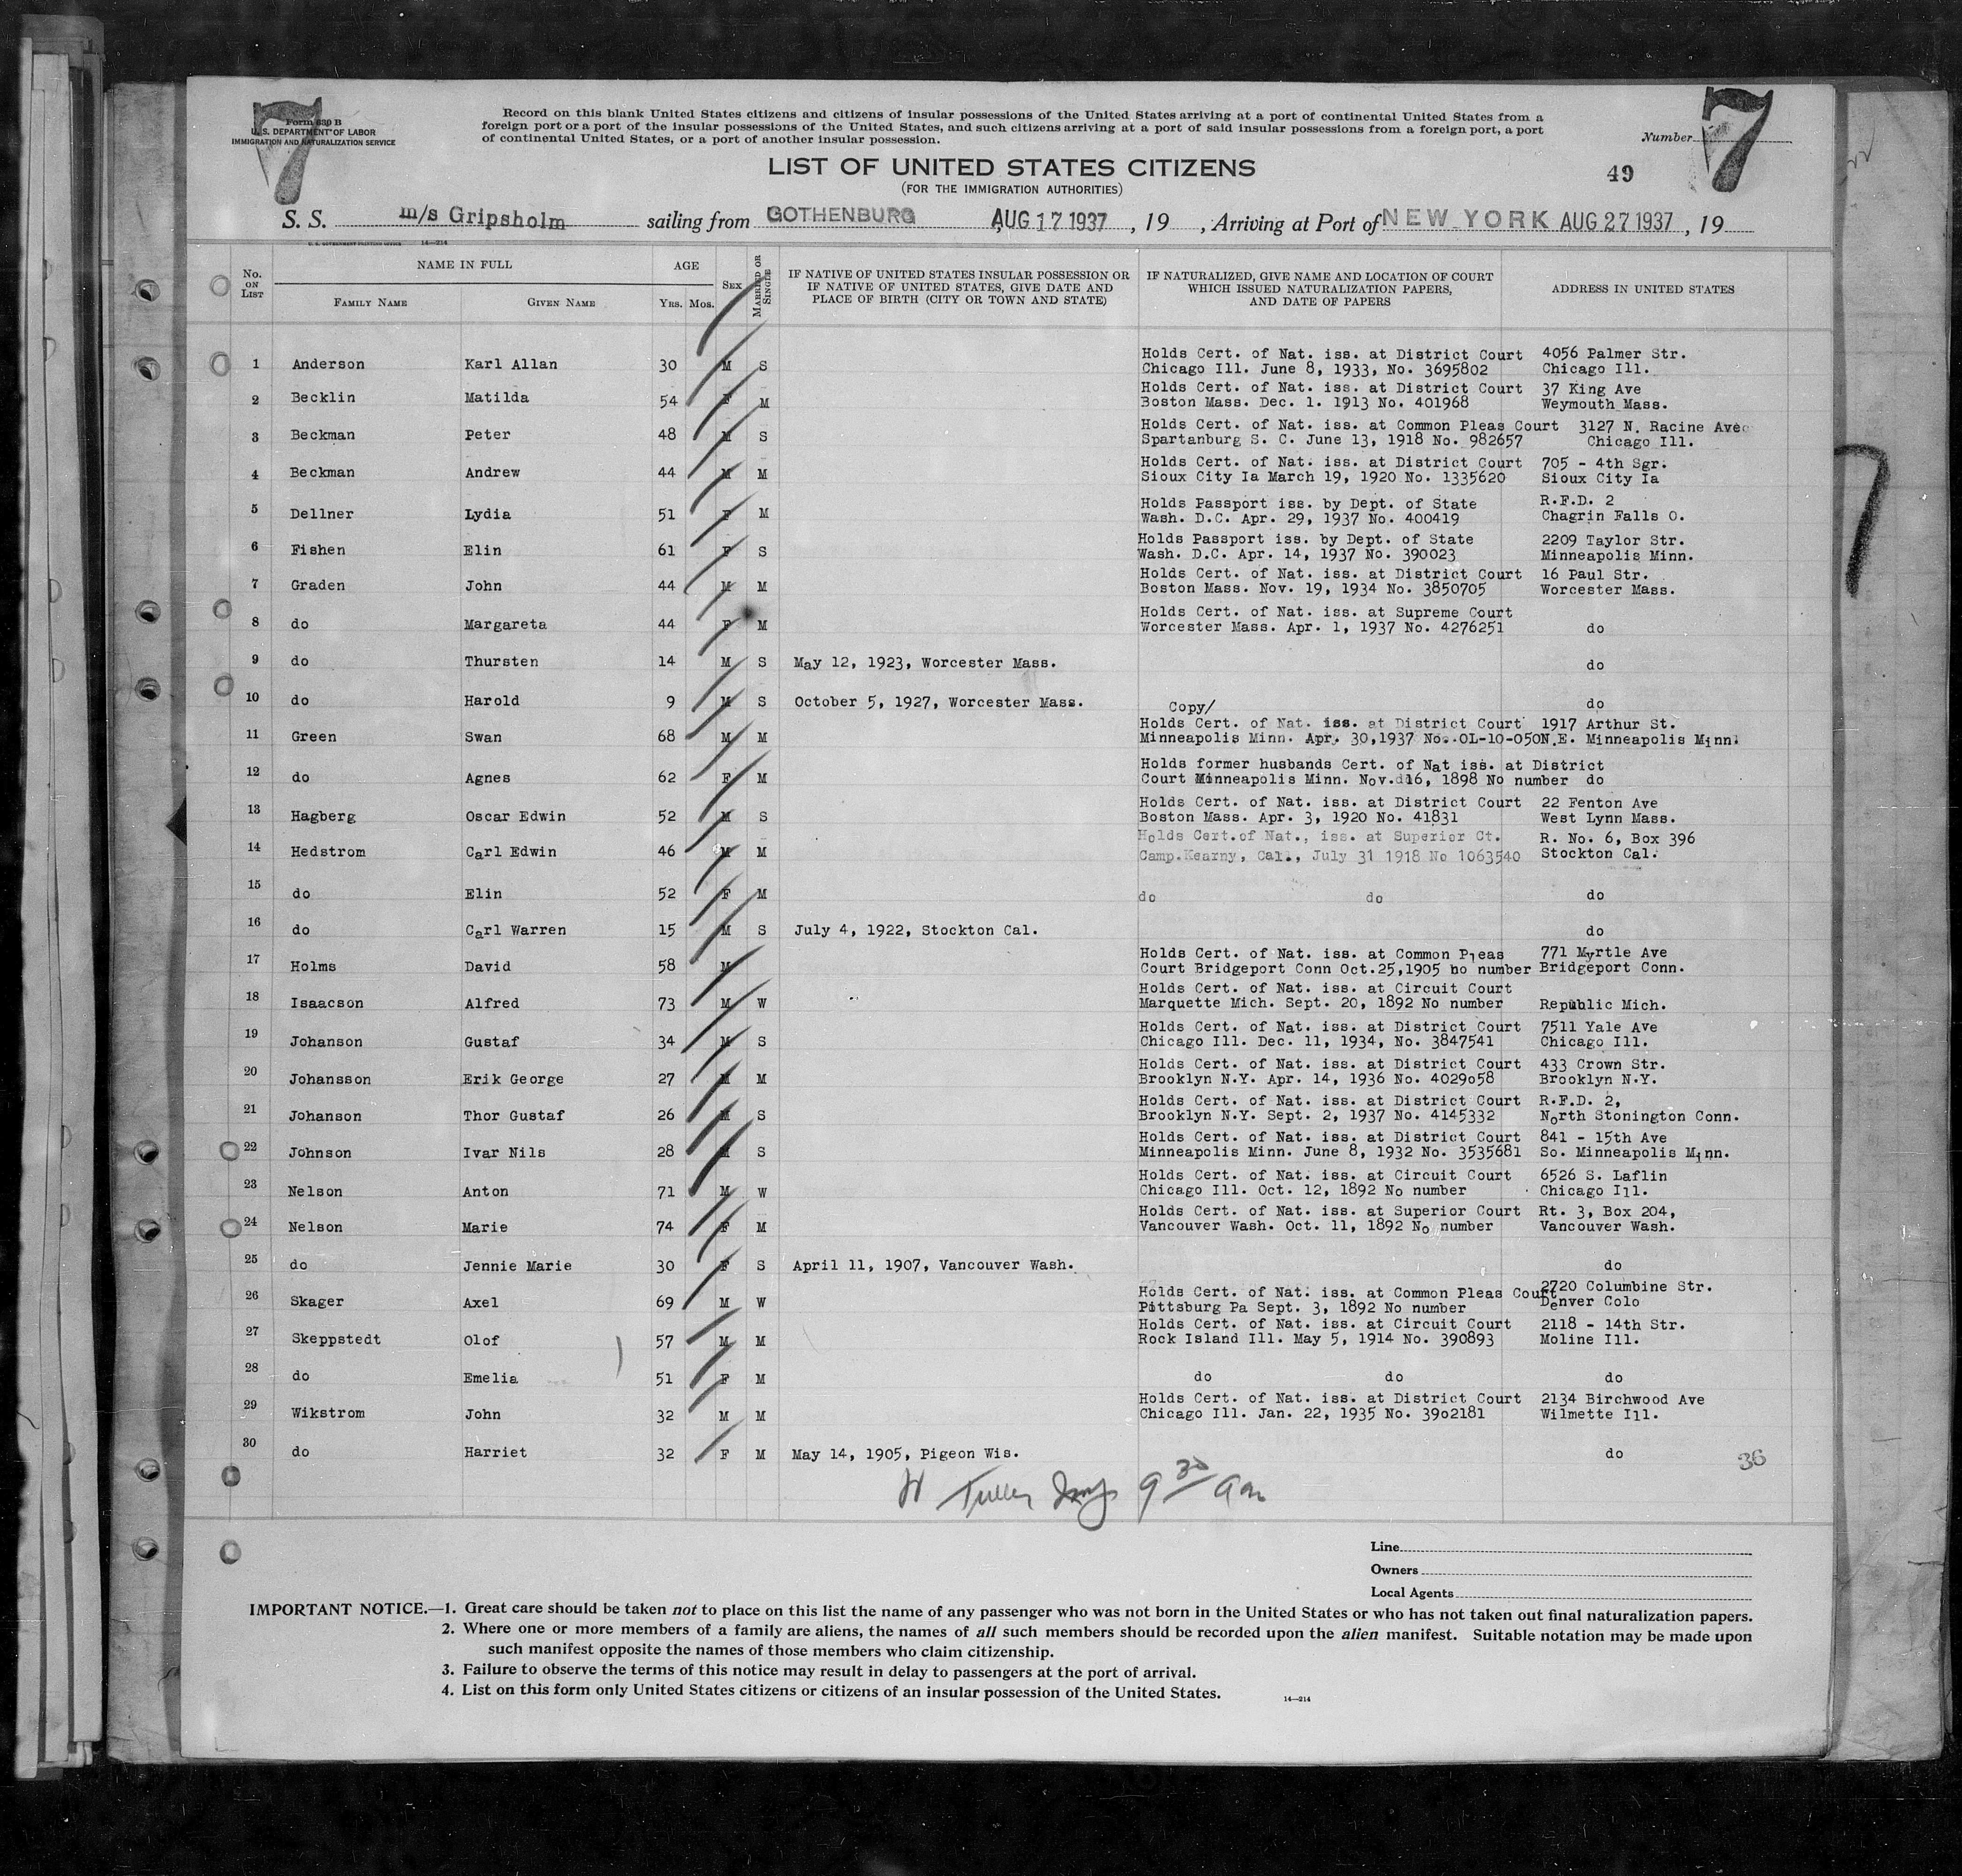 7
7
Form 630 B
U. S. DEPARTMENT OF LABOR
IMMIGRATION AND NATURALIZATION SERVICE
Record on this blank United States citizens and citizens of insular possessions of the United States arriving at a port of continental United States from a
foreign port or a port of the insular possessions of the United States, and such citizens arriving at a port of said insular possessions from a foreign port, a port
of continental United States, or a port of another insular possession.
Number
LIST OF UNITED STATES CITIZENS
49
(FOR THE IMMIGRATION AUTHORITIES)
S. S. m/s Gripsholm sailing from GOTHENBURG AUG 17 1937, 19 , Arriving at Port of NEW YORK AUG 27 1937, 19
U. S. GOVERNMENT PRINTING OFFICE 14—214
No. ON LIST NAME IN FULL AGE SEX MARRIED OR SINGLE IF NATIVE OF UNITED STATES INSULAR POSSESSION OR IF NATIVE OF UNITED STATES, GIVE DATE AND PLACE OF BIRTH (CITY OR TOWN AND STATE) IF NATURALIZED, GIVE NAME AND LOCATION OF COURT WHICH ISSUED NATURALIZATION PAPERS, AND DATE OF PAPERS ADDRESS IN UNITED STATES
FAMILY NAME GIVEN NAME YRS. MOS.
Holds Cert. of Nat. iss. at District Court 4056 Palmer Str.
1 Anderson Karl Allan 30 M S Chicago Ill. June 8, 1933, No. 3695802 Chicago Ill.
Holds Cert. of Nat. iss. at District Court 37 King Ave
2 Becklin Matilda 54 F M Boston Mass. Dec. 1. 1913 No. 401968 Weymouth Mass.
Holds Cert. of Nat. iss. at Common Pleas Court 3127 N. Racine Ave
3 Beckman Peter 48 M S Spartanburg S. C. June 13, 1918 No. 982657 Chicago Ill.
Holds Cert. of Nat. iss. at District Court 705 - 4th Sgr.
4 Beckman Andrew 44 M M Sioux City Ia March 19, 1920 No. 1335620 Sioux City Ia
Holds Passport iss. by Dept. of State R.F.D. 2
5 Dellner Lydia 51 F M Wash. D.C. Apr. 29, 1937 No. 400419 Chagrin Falls O.
Holds Passport iss. by Dept. of State 2209 Taylor Str.
6 Fishen Elin 61 F S Wash. D.C. Apr. 14, 1937 No. 390023 Minneapolis Minn.
Holds Cert. of Nat. iss. at District Court 16 Paul Str.
7 Graden John 44 M M Boston Mass. Nov. 19, 1934 No. 3850705 Worcester Mass.
Holds Cert. of Nat. iss. at Supreme Court
8 do Margareta 44 F M Worcester Mass. Apr. 1, 1937 No. 4276251 do
9 do Thursten 14 M S May 12, 1923, Worcester Mass. do
10 do Harold 9 M S October 5, 1927, Worcester Mass. do
Copy/
Holds Cert. of Nat. iss. at District Court 1917 Arthur St.
11 Green Swan 68 M M Minneapolis Minn. Apr. 30,1937 No. OL-10-050 N.E. Minneapolis Minn.
Holds former husbands Cert. of Nat iss. at District
12 do Agnes 62 F M Court Minneapolis Minn. Nov. 16, 1898 No number do
Holds Cert. of Nat. iss. at District Court 22 Fenton Ave
13 Hagberg Oscar Edwin 52 M S Boston Mass. Apr. 3, 1920 No. 41831 West Lynn Mass.
Holds Cert.of Nat., iss. at Superior Ct. R. No. 6, Box 396
14 Hedstrom Carl Edwin 46 M M Camp.Kearny, Cal., July 31 1918 No 1063540 Stockton Cal.
15 do Elin 52 F M do do do
16 do Carl Warren 15 M S July 4, 1922, Stockton Cal. do
Holds Cert. of Nat. iss. at Common Pleas 771 Myrtle Ave
17 Holms David 58 M Court Bridgeport Conn Oct.25,1905 no number Bridgeport Conn.
Holds Cert. of Nat. iss. at Circuit Court
18 Isaacson Alfred 73 M W Marquette Mich. Sept. 20, 1892 No number Republic Mich.
Holds Cert. of Nat. iss. at District Court 7511 Yale Ave
19 Johanson Gustaf 34 M S Chicago Ill. Dec. 11, 1934, No. 3847541 Chicago Ill.
Holds Cert. of Nat. iss. at District Court 433 Crown Str.
20 Johansson Erik George 27 M M Brooklyn N.Y. Apr. 14, 1936 No. 4029058 Brooklyn N.Y.
Holds Cert. of Nat. iss. at District Court R.F.D. 2,
21 Johanson Thor Gustaf 26 M S Brooklyn N.Y. Sept. 2, 1937 No. 4145332 North Stonington Conn.
Holds Cert. of Nat. iss. at District Court 841 - 15th Ave
22 Johnson Ivar Nils 28 M S Minneapolis Minn. June 8, 1932 No. 3535681 So. Minneapolis Minn.
Holds Cert. of Nat. iss. at Circuit Court 6526 S. Laflin
23 Nelson Anton 71 M W Chicago Ill. Oct. 12, 1892 No number Chicago Ill.
Holds Cert. of Nat. iss. at Superior Court Rt. 3, Box 204,
24 Nelson Marie 74 F M Vancouver Wash. Oct. 11, 1892 No number Vancouver Wash.
25 do Jennie Marie 30 F S April 11, 1907, Vancouver Wash. do
Holds Cert. of Nat. iss. at Common Pleas Court 2720 Columbine Str.
26 Skager Axel 69 M W Pittsburg Pa Sept. 3, 1892 No number Denver Colo
Holds Cert. of Nat. iss. at Circuit Court 2118 - 14th Str.
27 Skeppstedt Olof 57 M M Rock Island Ill. May 5, 1914 No. 390893 Moline Ill.
28 do Emelia 51 F M do do do
Holds Cert. of Nat. iss. at District Court 2134 Birchwood Ave
29 Wikstrom John 32 M M Chicago Ill. Jan. 22, 1935 No. 3902181 Wilmette Ill.
30 do Harriet 32 F M May 14, 1905, Pigeon Wis. do
36
9 30 am
Line
Owners
Local Agents
IMPORTANT NOTICE.—1. Great care should be taken not to place on this list the name of any passenger who was not born in the United States or who has not taken out final naturalization papers.
2. Where one or more members of a family are aliens, the names of all such members should be recorded upon the alien manifest. Suitable notation may be made upon
such manifest opposite the names of those members who claim citizenship.
3. Failure to observe the terms of this notice may result in delay to passengers at the port of arrival.
4. List on this form only United States citizens or citizens of an insular possession of the United States.
14—214